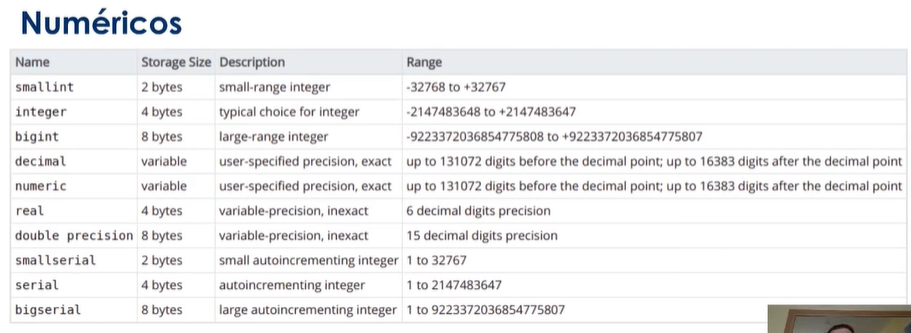 Numéricos
Name Storage Size Description Range
smallint 2 bytes small-range integer -32768 to +32767
integer 4 bytes typical choice for integer -2147483648 to +2147483647
bigint 8 bytes large-range integer -9223372036854775808 to +9223372036854775807
decimal variable user-specified precision, exact up to 131072 digits before the decimal point; up to 16383 digits after the decimal point
numeric variable user-specified precision, exact up to 131072 digits before the decimal point; up to 16383 digits after the decimal point
real 4 bytes variable-precision, inexact 6 decimal digits precision
double precision 8 bytes variable-precision, inexact 15 decimal digits precision
smallserial 2 bytes small autoincrementing integer 1 to 32767
serial 4 bytes autoincrementing integer 1 to 2147483647
bigserial 8 bytes large autoincrementing integer 1 to 9223372036854775807